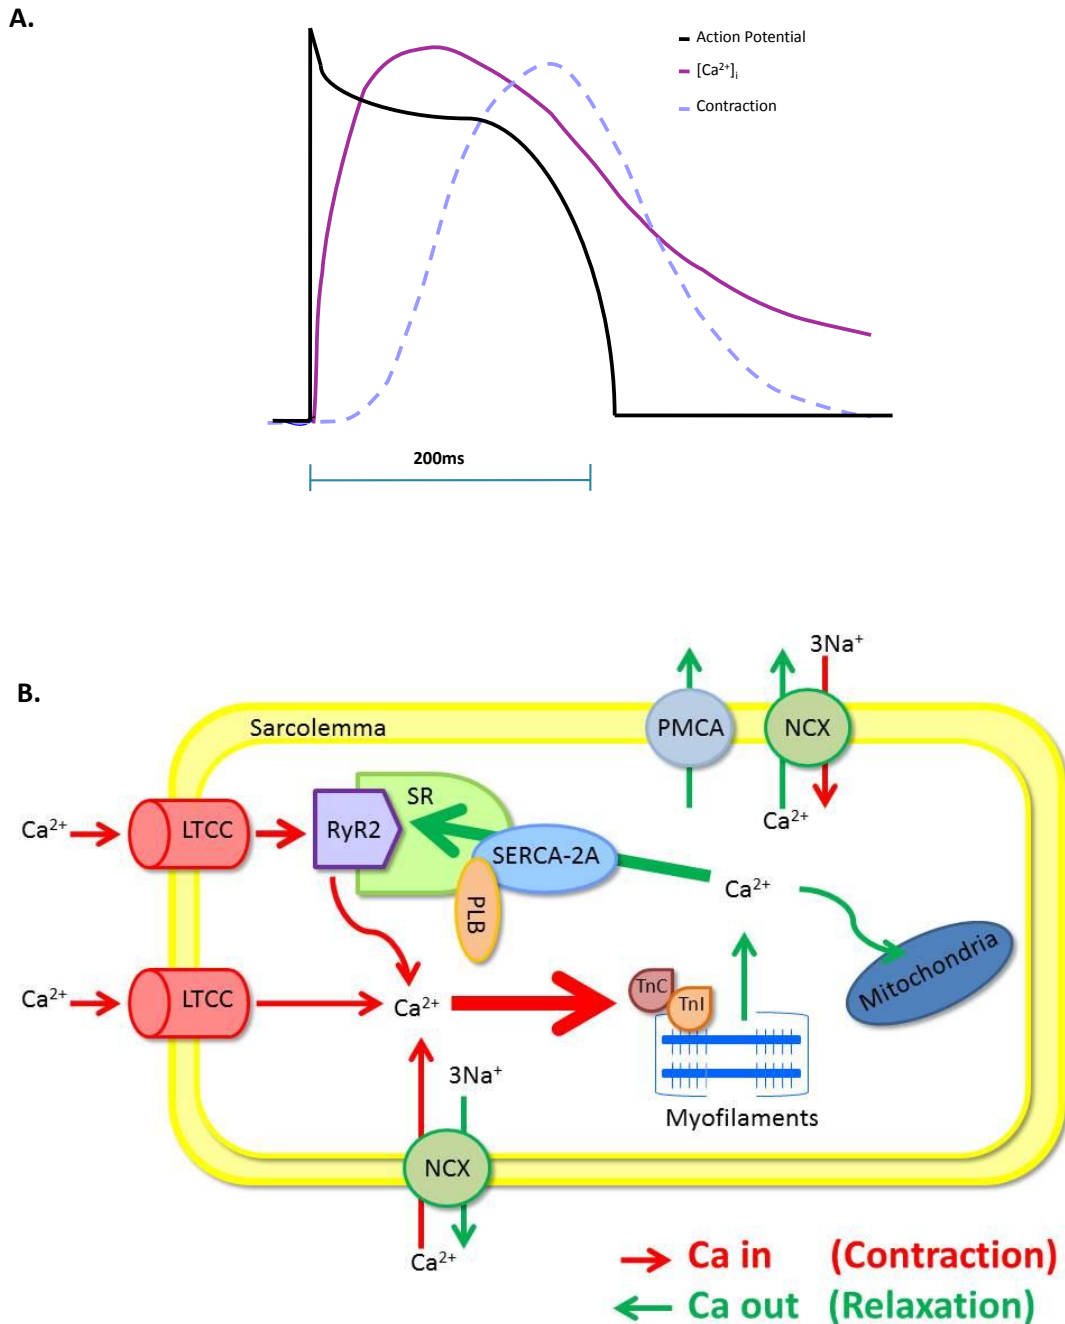 A.
Action Potential
[Ca²⁺]ᵢ
Contraction
200ms
B.
3Na⁺
Sarcolemma
PMCA
NCX
SR
Ca²⁺
LTCC
RyR2
Ca²⁺
SERCA-2A
Ca²⁺
PLB
Mitochondria
Ca²⁺
LTCC
Ca²⁺
TnC
TnI
3Na⁺
Myofilaments
NCX
Ca²⁺
Ca in (Contraction)
Ca out (Relaxation)